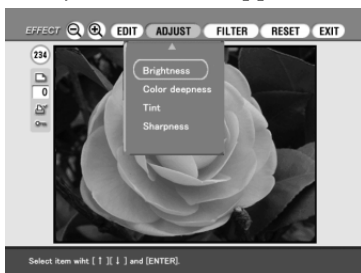 EFFECT EDIT ADJUST FILTER RESET EXIT
234
Brightness
0
Color deepness
Tint
Sharpness
Select item wiht [ ↑ ][ ↓ ] and [ENTER].